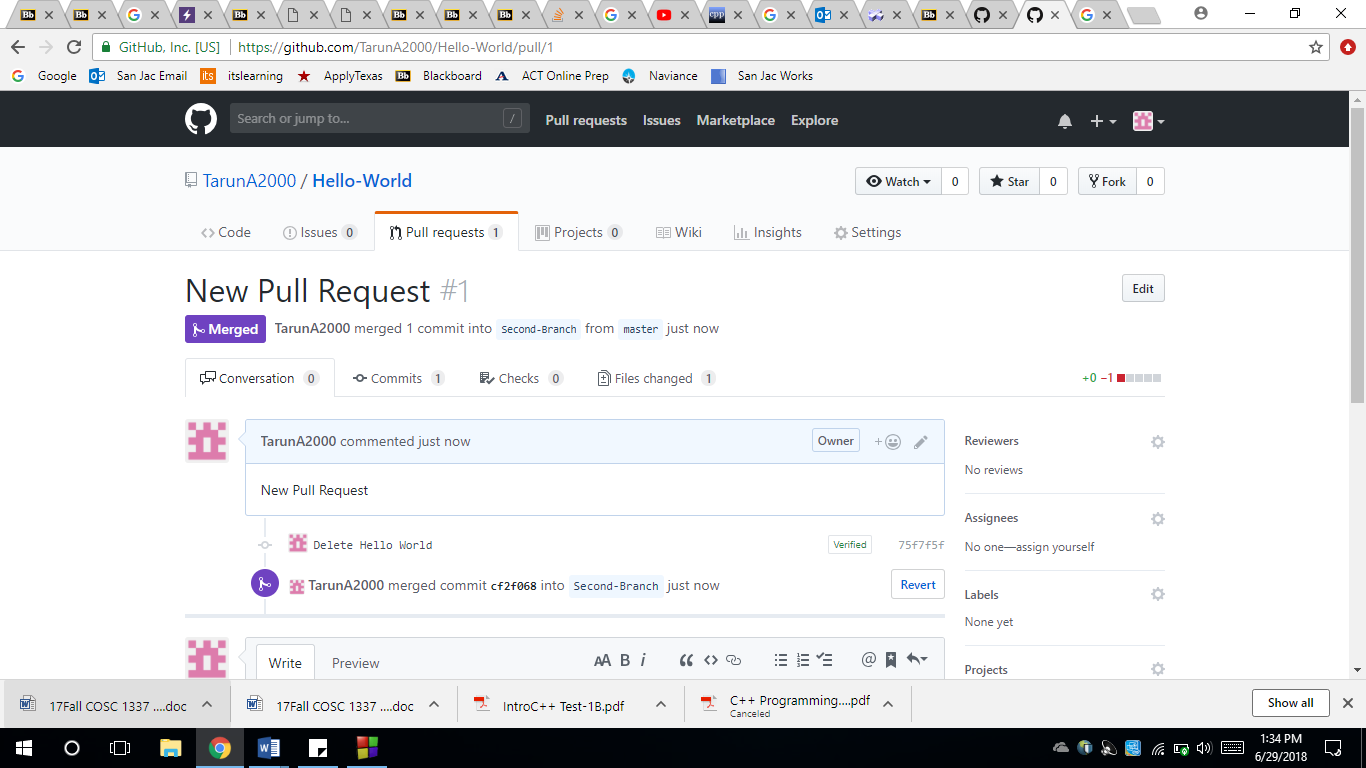 GitHub, Inc. [US] https://github.com/TarunA2000/Hello-World/pull/1
Google San Jac Email its itslearning ApplyTexas Bb Blackboard A ACT Online Prep Naviance San Jac Works
Search or jump to... / Pull requests Issues Marketplace Explore
TarunA2000 / Hello-World Watch 0 Star 0 Fork 0
Code Issues 0 Pull requests 1 Projects 0 Wiki Insights Settings
New Pull Request #1 Edit
Merged TarunA2000 merged 1 commit into Second-Branch from master just now
Conversation 0 Commits 1 Checks 0 Files changed 1 +0 −1
TarunA2000 commented just now Owner
New Pull Request
Delete Hello World Verified 75f7f5f
TarunA2000 merged commit cf2f068 into Second-Branch just now Revert
Reviewers
No reviews
Assignees
No one—assign yourself
Labels
None yet
Projects
Write Preview AA B i
17Fall COSC 1337 ....doc 17Fall COSC 1337 ....doc IntroC++ Test-1B.pdf C++ Programming....pdf Show all
Canceled
1:34 PM
6/29/2018